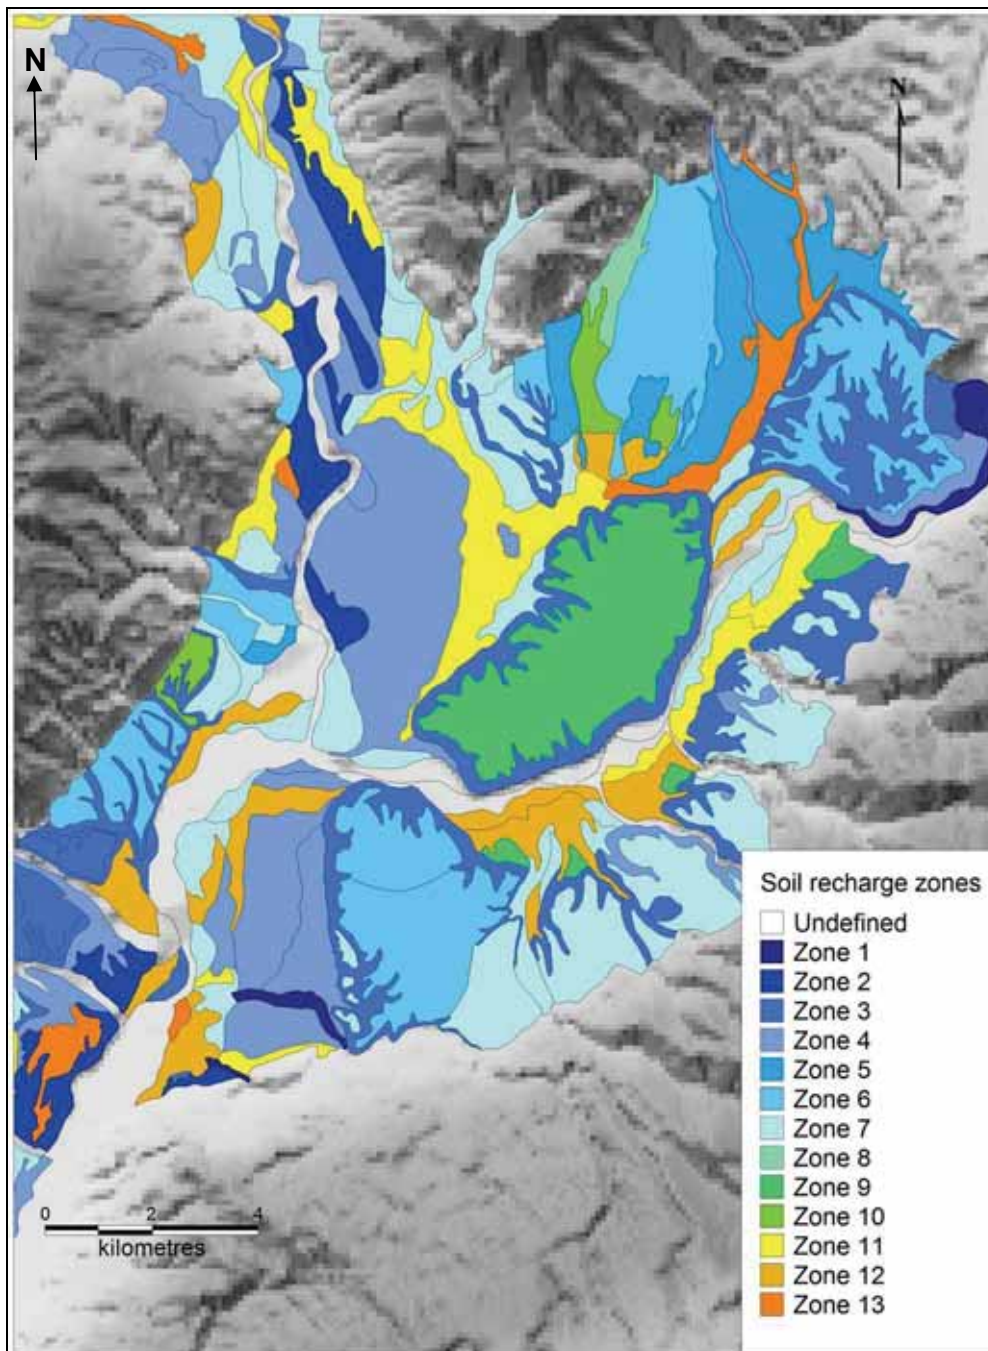 N
N
Soil recharge zones
Undefined
Zone 1
Zone 2
Zone 3
Zone 4
Zone 5
Zone 6
Zone 7
Zone 8
Zone 9
Zone 10
Zone 11
Zone 12
Zone 13
0 2 4
kilometres